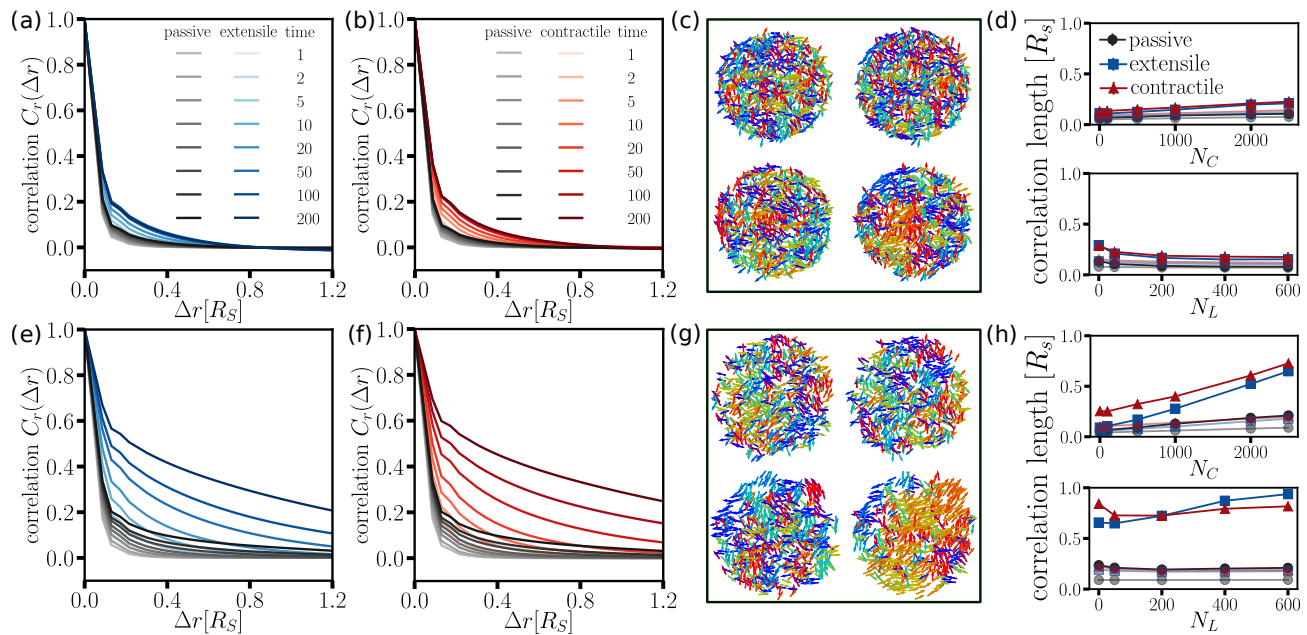 (a)
correlation C_r(Δr)
1.0
0.8
0.6
0.4
0.2
0.0
passive extensile time
1
2
5
10
20
50
100
200
0.0 0.4 0.8 1.2
Δr[R_S]
(b)
correlation C_r(Δr)
1.0
0.8
0.6
0.4
0.2
0.0
passive contractile time
1
2
5
10
20
50
100
200
0.0 0.4 0.8 1.2
Δr[R_S]
(c)
(d)
correlation length [R_s]
1.0
0.5
0.0
passive
extensile
contractile
0 1000 2000
N_C
1.0
0.5
0.0
0 200 400 600
N_L
(e)
correlation C_r(Δr)
1.0
0.8
0.6
0.4
0.2
0.0
0.0 0.4 0.8 1.2
Δr[R_S]
(f)
correlation C_r(Δr)
1.0
0.8
0.6
0.4
0.2
0.0
0.0 0.4 0.8 1.2
Δr[R_S]
(g)
(h)
correlation length [R_s]
1.0
0.5
0.0
0 1000 2000
N_C
1.0
0.5
0.0
0 200 400 600
N_L